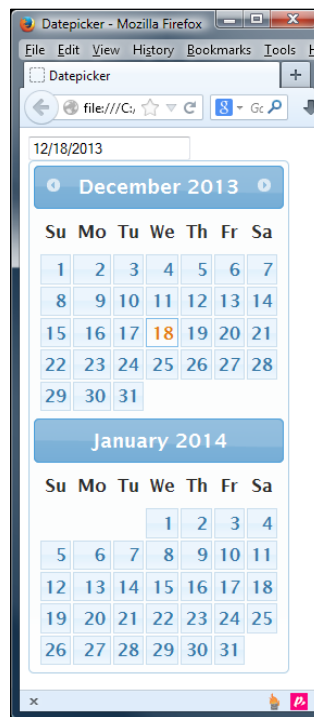 Datepicker - Mozilla Firefox
File Edit View History Bookmarks Tools H
Datepicker
+
file:///C:/ 8 Go
12/18/2013
December 2013
Su Mo Tu We Th Fr Sa
1 2 3 4 5 6 7
8 9 10 11 12 13 14
15 16 17 18 19 20 21
22 23 24 25 26 27 28
29 30 31
January 2014
Su Mo Tu We Th Fr Sa
1 2 3 4
5 6 7 8 9 10 11
12 13 14 15 16 17 18
19 20 21 22 23 24 25
26 27 28 29 30 31
x